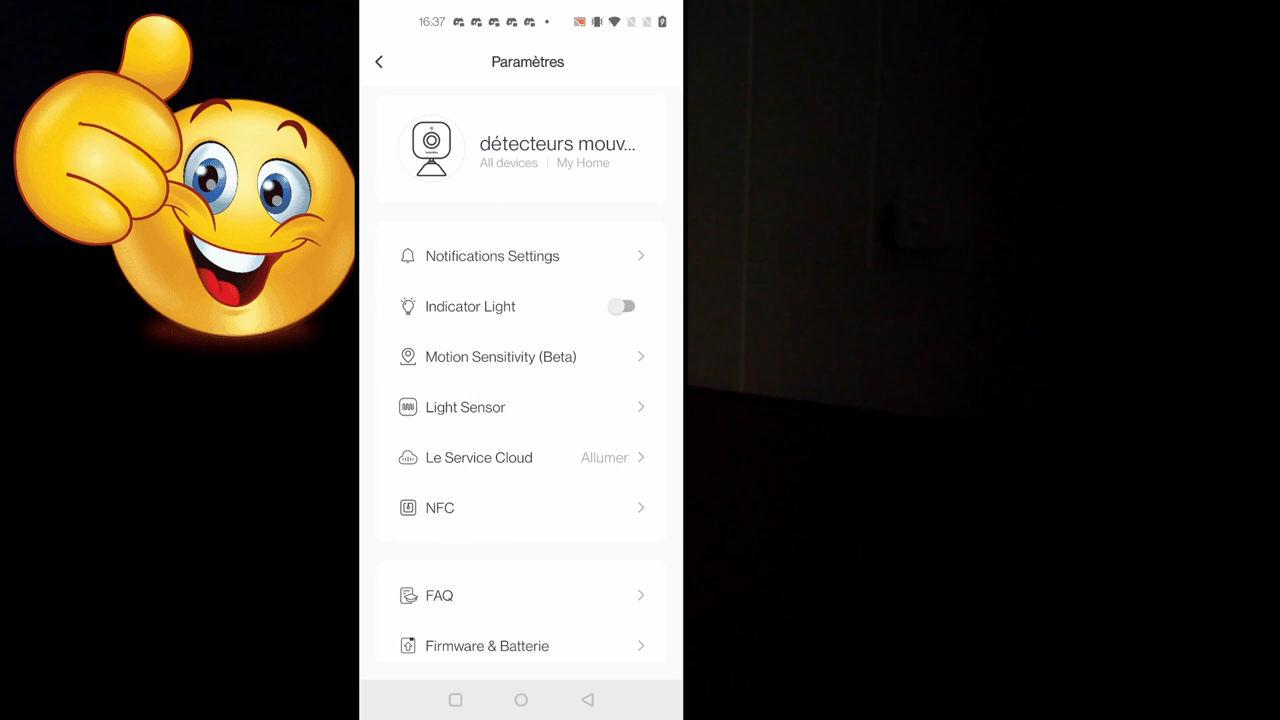 16:37
Paramètres
détecteurs mouv...
All devices | My Home
Notifications Settings
Indicator Light
Motion Sensitivity (Beta)
Light Sensor
Le Service Cloud Allumer
NFC
FAQ
Firmware & Batterie